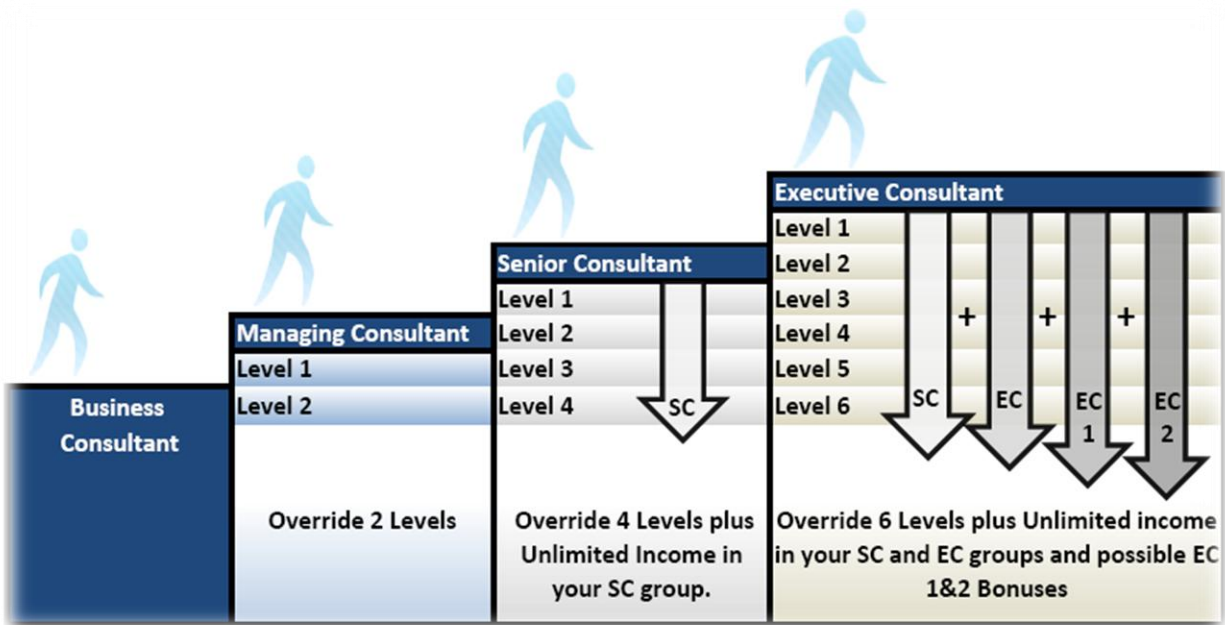 Business
Consultant
Managing Consultant
Level 1
Level 2
Override 2 Levels
Senior Consultant
Level 1
Level 2
Level 3
Level 4
SC
Override 4 Levels plus
Unlimited Income in
your SC group.
Executive Consultant
Level 1
Level 2
Level 3
Level 4
Level 5
Level 6
SC
+
EC
+
EC
1
+
EC
2
Override 6 Levels plus Unlimited income
in your SC and EC groups and possible EC
1&2 Bonuses